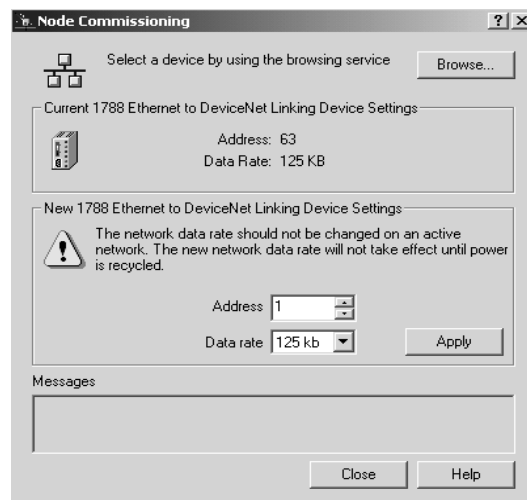 Node Commissioning
Select a device by using the browsing service
Browse...
Current 1788 Ethernet to DeviceNet Linking Device Settings
Address: 63
Data Rate: 125 KB
New 1788 Ethernet to DeviceNet Linking Device Settings
The network data rate should not be changed on an active
network. The new network data rate will not take effect until power
is recycled.
Address 1
Data rate 125 kb
Apply
Messages
Close Help